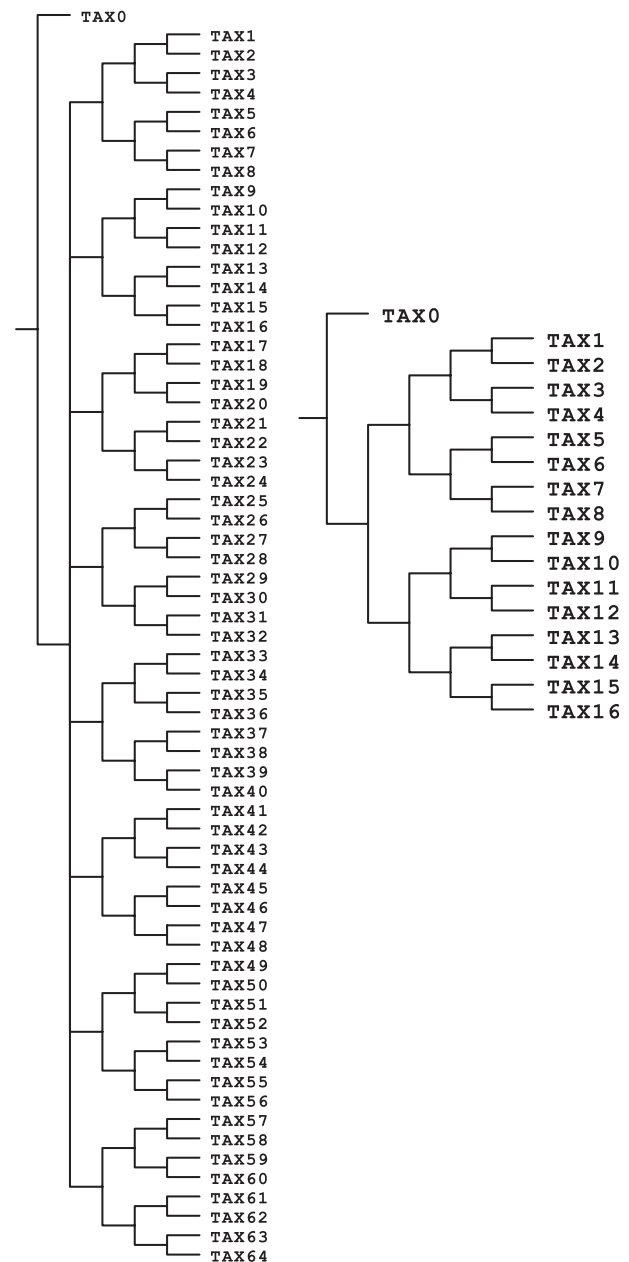 TAX0
TAX1
TAX2
TAX3
TAX4
TAX5
TAX6
TAX7
TAX8
TAX9
TAX10
TAX11
TAX12
TAX13
TAX14
TAX15
TAX16
TAX17
TAX18
TAX19
TAX20
TAX21
TAX22
TAX23
TAX24
TAX25
TAX26
TAX27
TAX28
TAX29
TAX30
TAX31
TAX32
TAX33
TAX34
TAX35
TAX36
TAX37
TAX38
TAX39
TAX40
TAX41
TAX42
TAX43
TAX44
TAX45
TAX46
TAX47
TAX48
TAX49
TAX50
TAX51
TAX52
TAX53
TAX54
TAX55
TAX56
TAX57
TAX58
TAX59
TAX60
TAX61
TAX62
TAX63
TAX64
TAX0
TAX1
TAX2
TAX3
TAX4
TAX5
TAX6
TAX7
TAX8
TAX9
TAX10
TAX11
TAX12
TAX13
TAX14
TAX15
TAX16